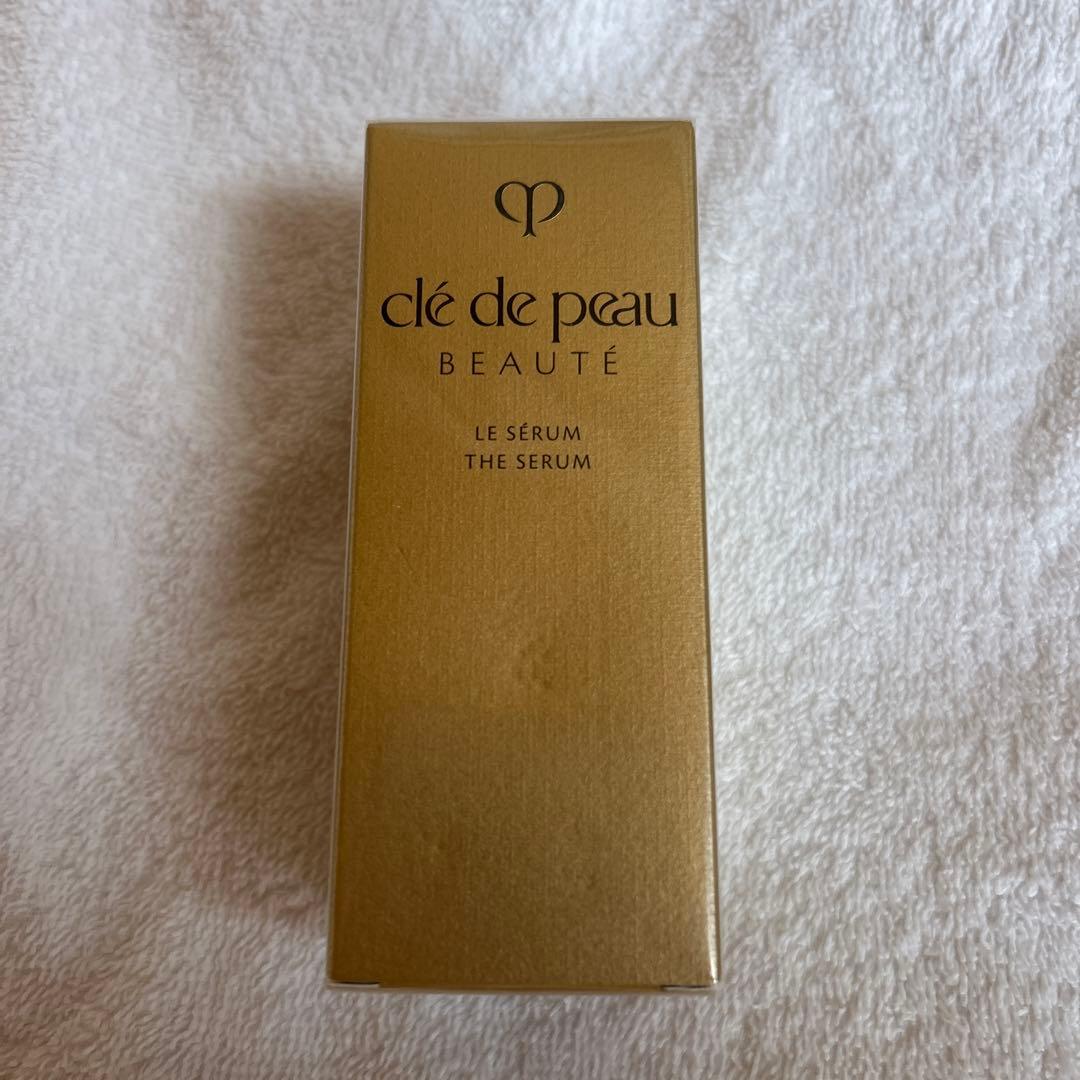 clé de peau
BEAUTÉ
LE SÉRUM
THE SERUM